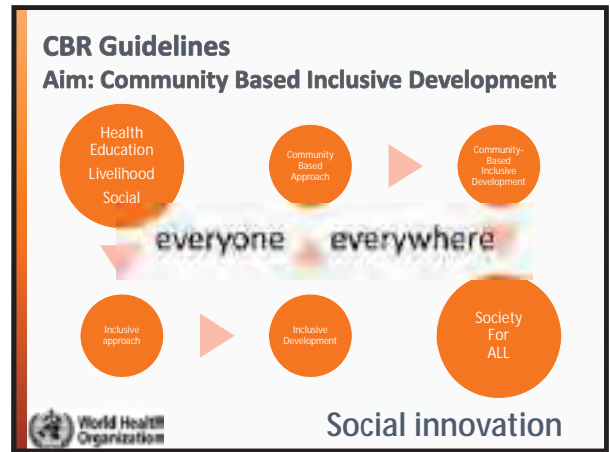 CBR Guidelines
Aim: Community Based Inclusive Development
Health
Education
Livelihood
Social
Community
Based
Approach
Community-
Based
Inclusive
Development
everyone everywhere
Inclusive
approach
Inclusive
Development
Society
For
ALL
World Health
Organization
Social innovation